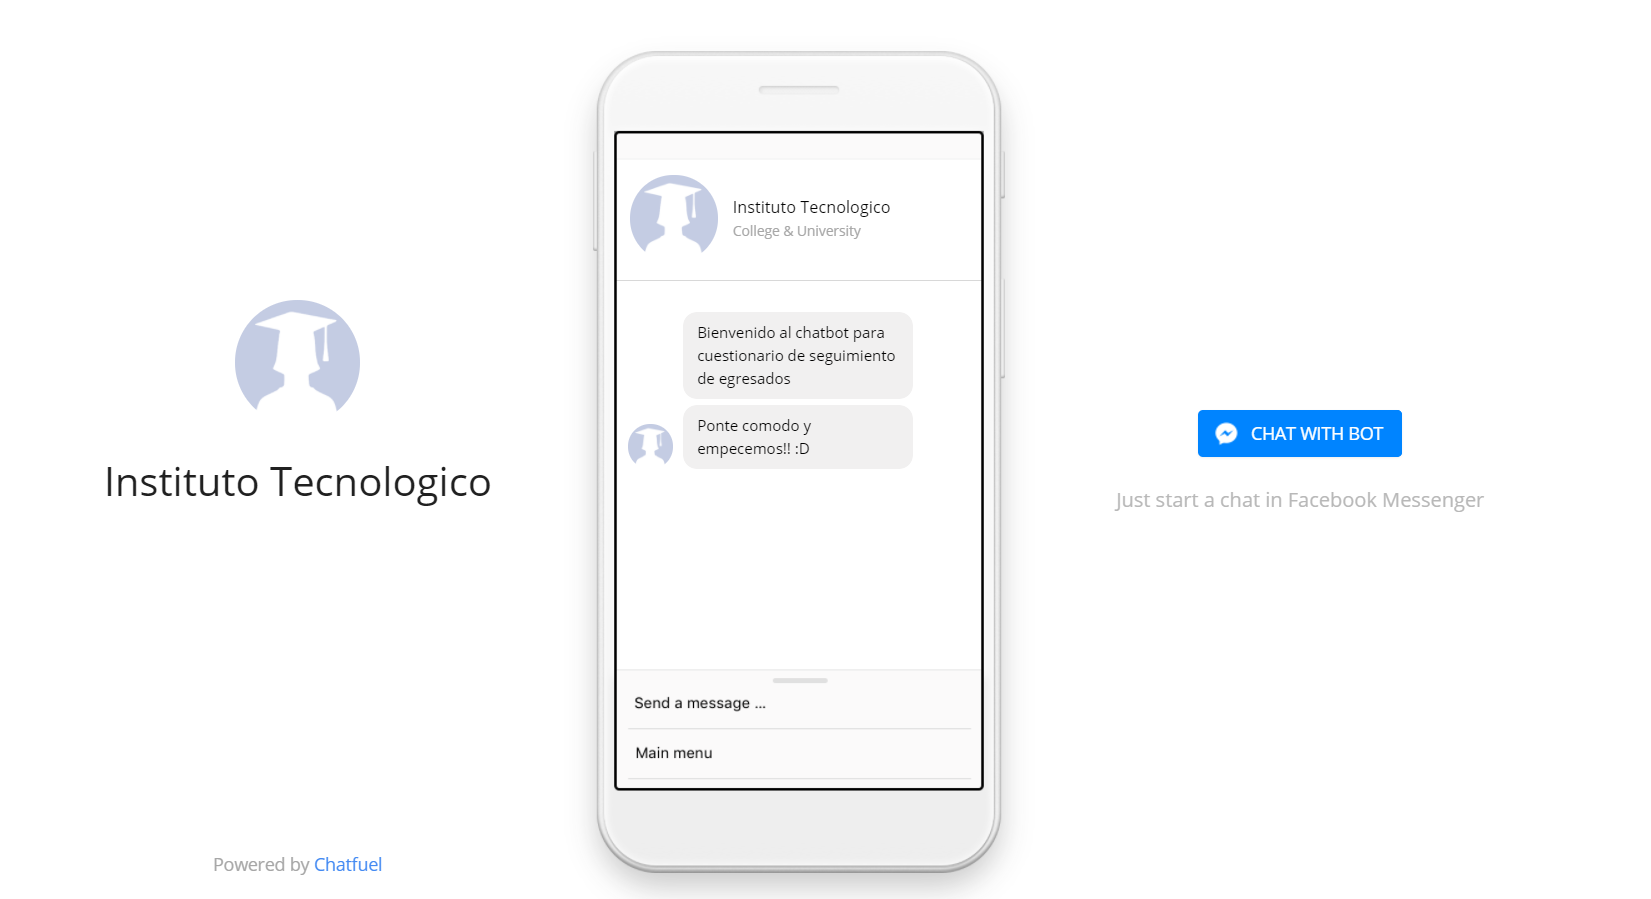 Instituto Tecnologico
Powered by Chatfuel
Instituto Tecnologico
College & University
Bienvenido al chatbot para
cuestionario de seguimiento
de egresados
Ponte comodo y
empecemos!! :D
Send a message ...
Main menu
CHAT WITH BOT
Just start a chat in Facebook Messenger